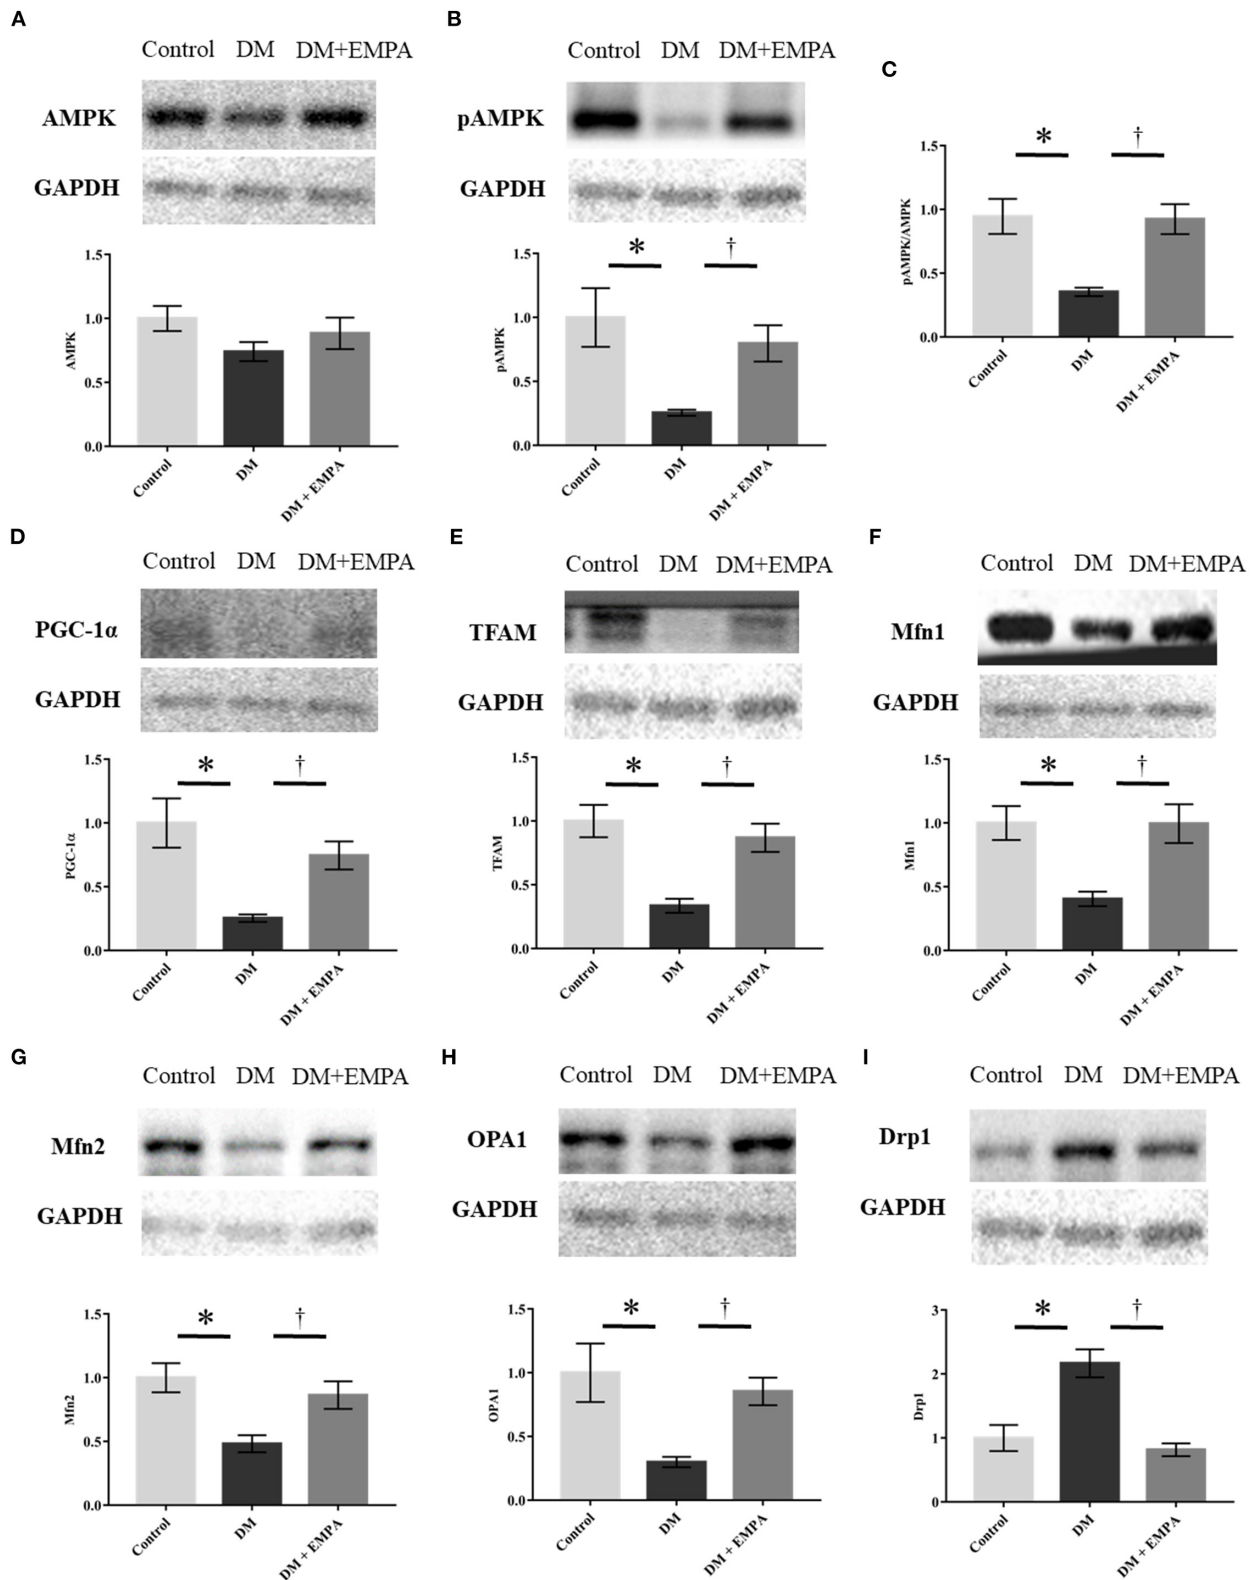 A
Control DM DM+EMPA
AMPK
GAPDH
1.5
1.0
0.5
0.0
AMPK
Control
DM
DM + EMPA
B
Control DM DM+EMPA
pAMPK
GAPDH
* †
1.5
1.0
0.5
0.0
pAMPK
Control
DM
DM + EMPA
C
* †
1.5
1.0
0.5
0.0
pAMPK/AMPK
Control
DM
DM + EMPA
D
Control DM DM+EMPA
PGC-1α
GAPDH
* †
1.5
1.0
0.5
0.0
PGC-1α
Control
DM
DM + EMPA
E
Control DM DM+EMPA
TFAM
GAPDH
* †
1.5
1.0
0.5
0.0
TFAM
Control
DM
DM + EMPA
F
Control DM DM+EMPA
Mfn1
GAPDH
* †
1.5
1.0
0.5
0.0
Mfn1
Control
DM
DM + EMPA
G
Control DM DM+EMPA
Mfn2
GAPDH
* †
1.5
1.0
0.5
0.0
Mfn2
Control
DM
DM + EMPA
H
Control DM DM+EMPA
OPA1
GAPDH
* †
1.5
1.0
0.5
0.0
OPA1
Control
DM
DM + EMPA
I
Control DM DM+EMPA
Drp1
GAPDH
* †
3
2
1
0
Drp1
Control
DM
DM + EMPA